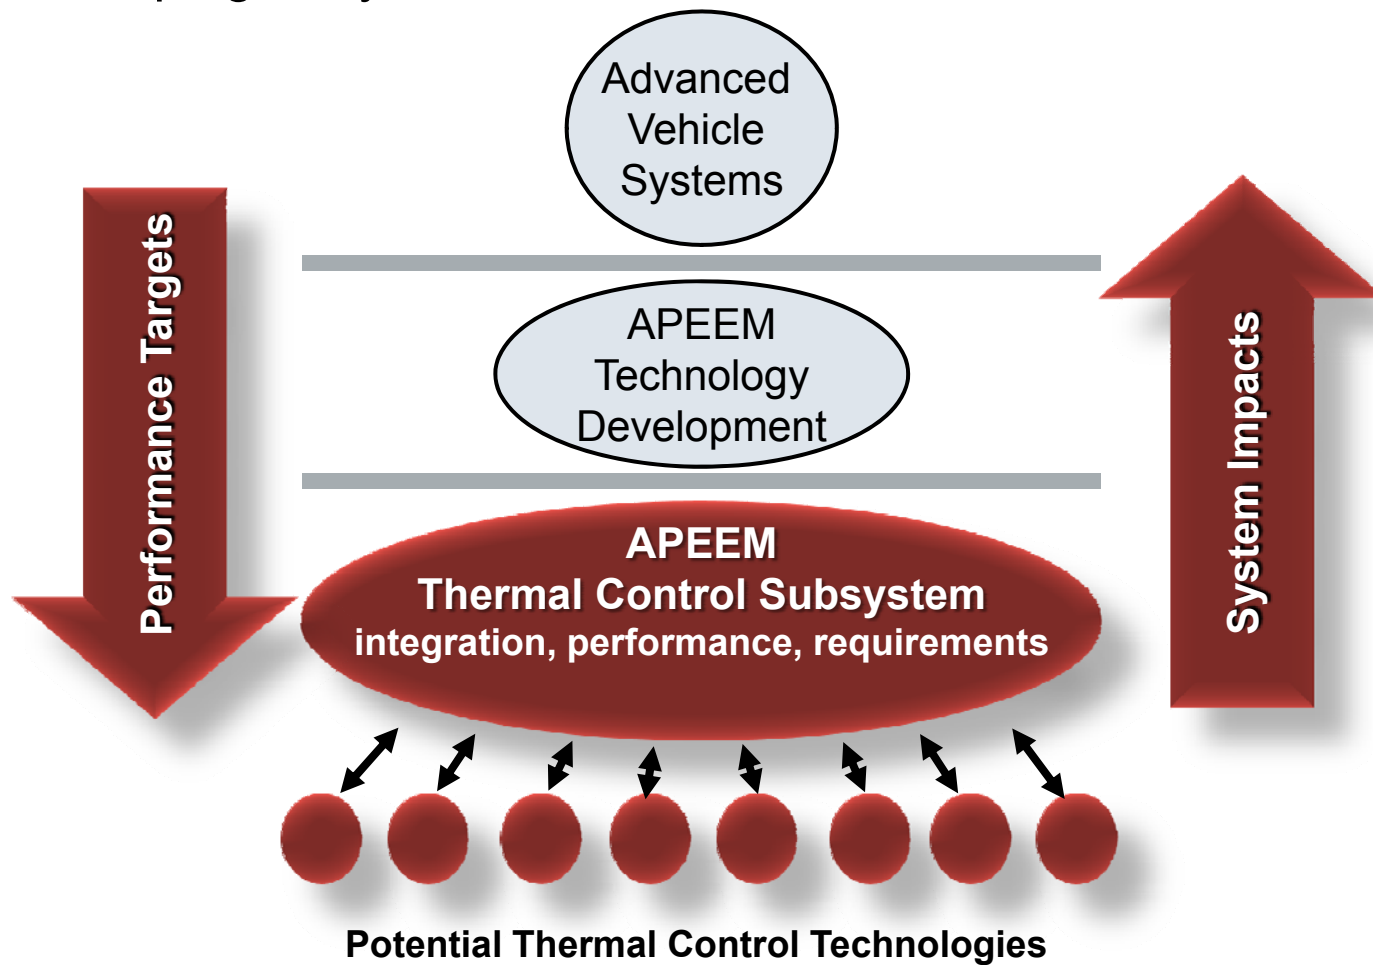 Advanced
Vehicle
Systems
Performance Targets
System Impacts
APEEM
Technology
Development
APEEM
Thermal Control Subsystem
integration, performance, requirements
Potential Thermal Control Technologies